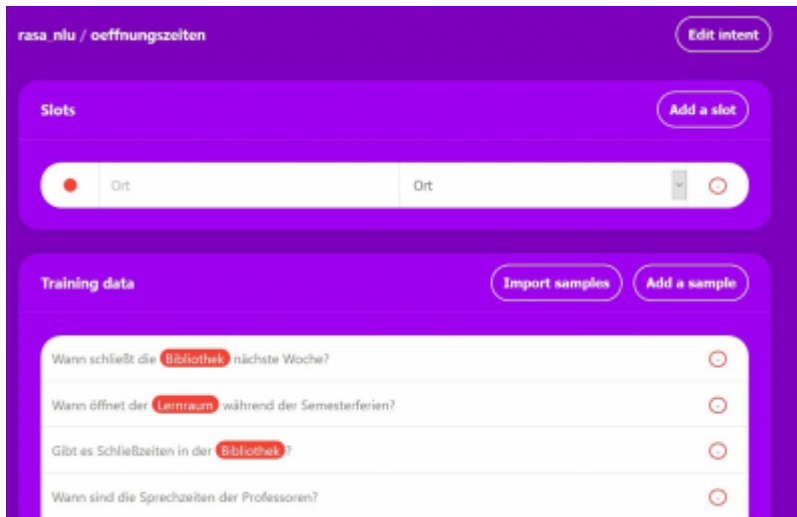 rasa_nlu / oeffnungszeiten Edit intent
Slots Add a slot
Ort Ort
Training data Import samples Add a sample
Wann schließt die Bibliothek nächste Woche?
Wann öffnet der Lernraum während der Semesterferien?
Gibt es Schließzeiten in der Bibliothek?
Wann sind die Sprechzeiten der Professoren?